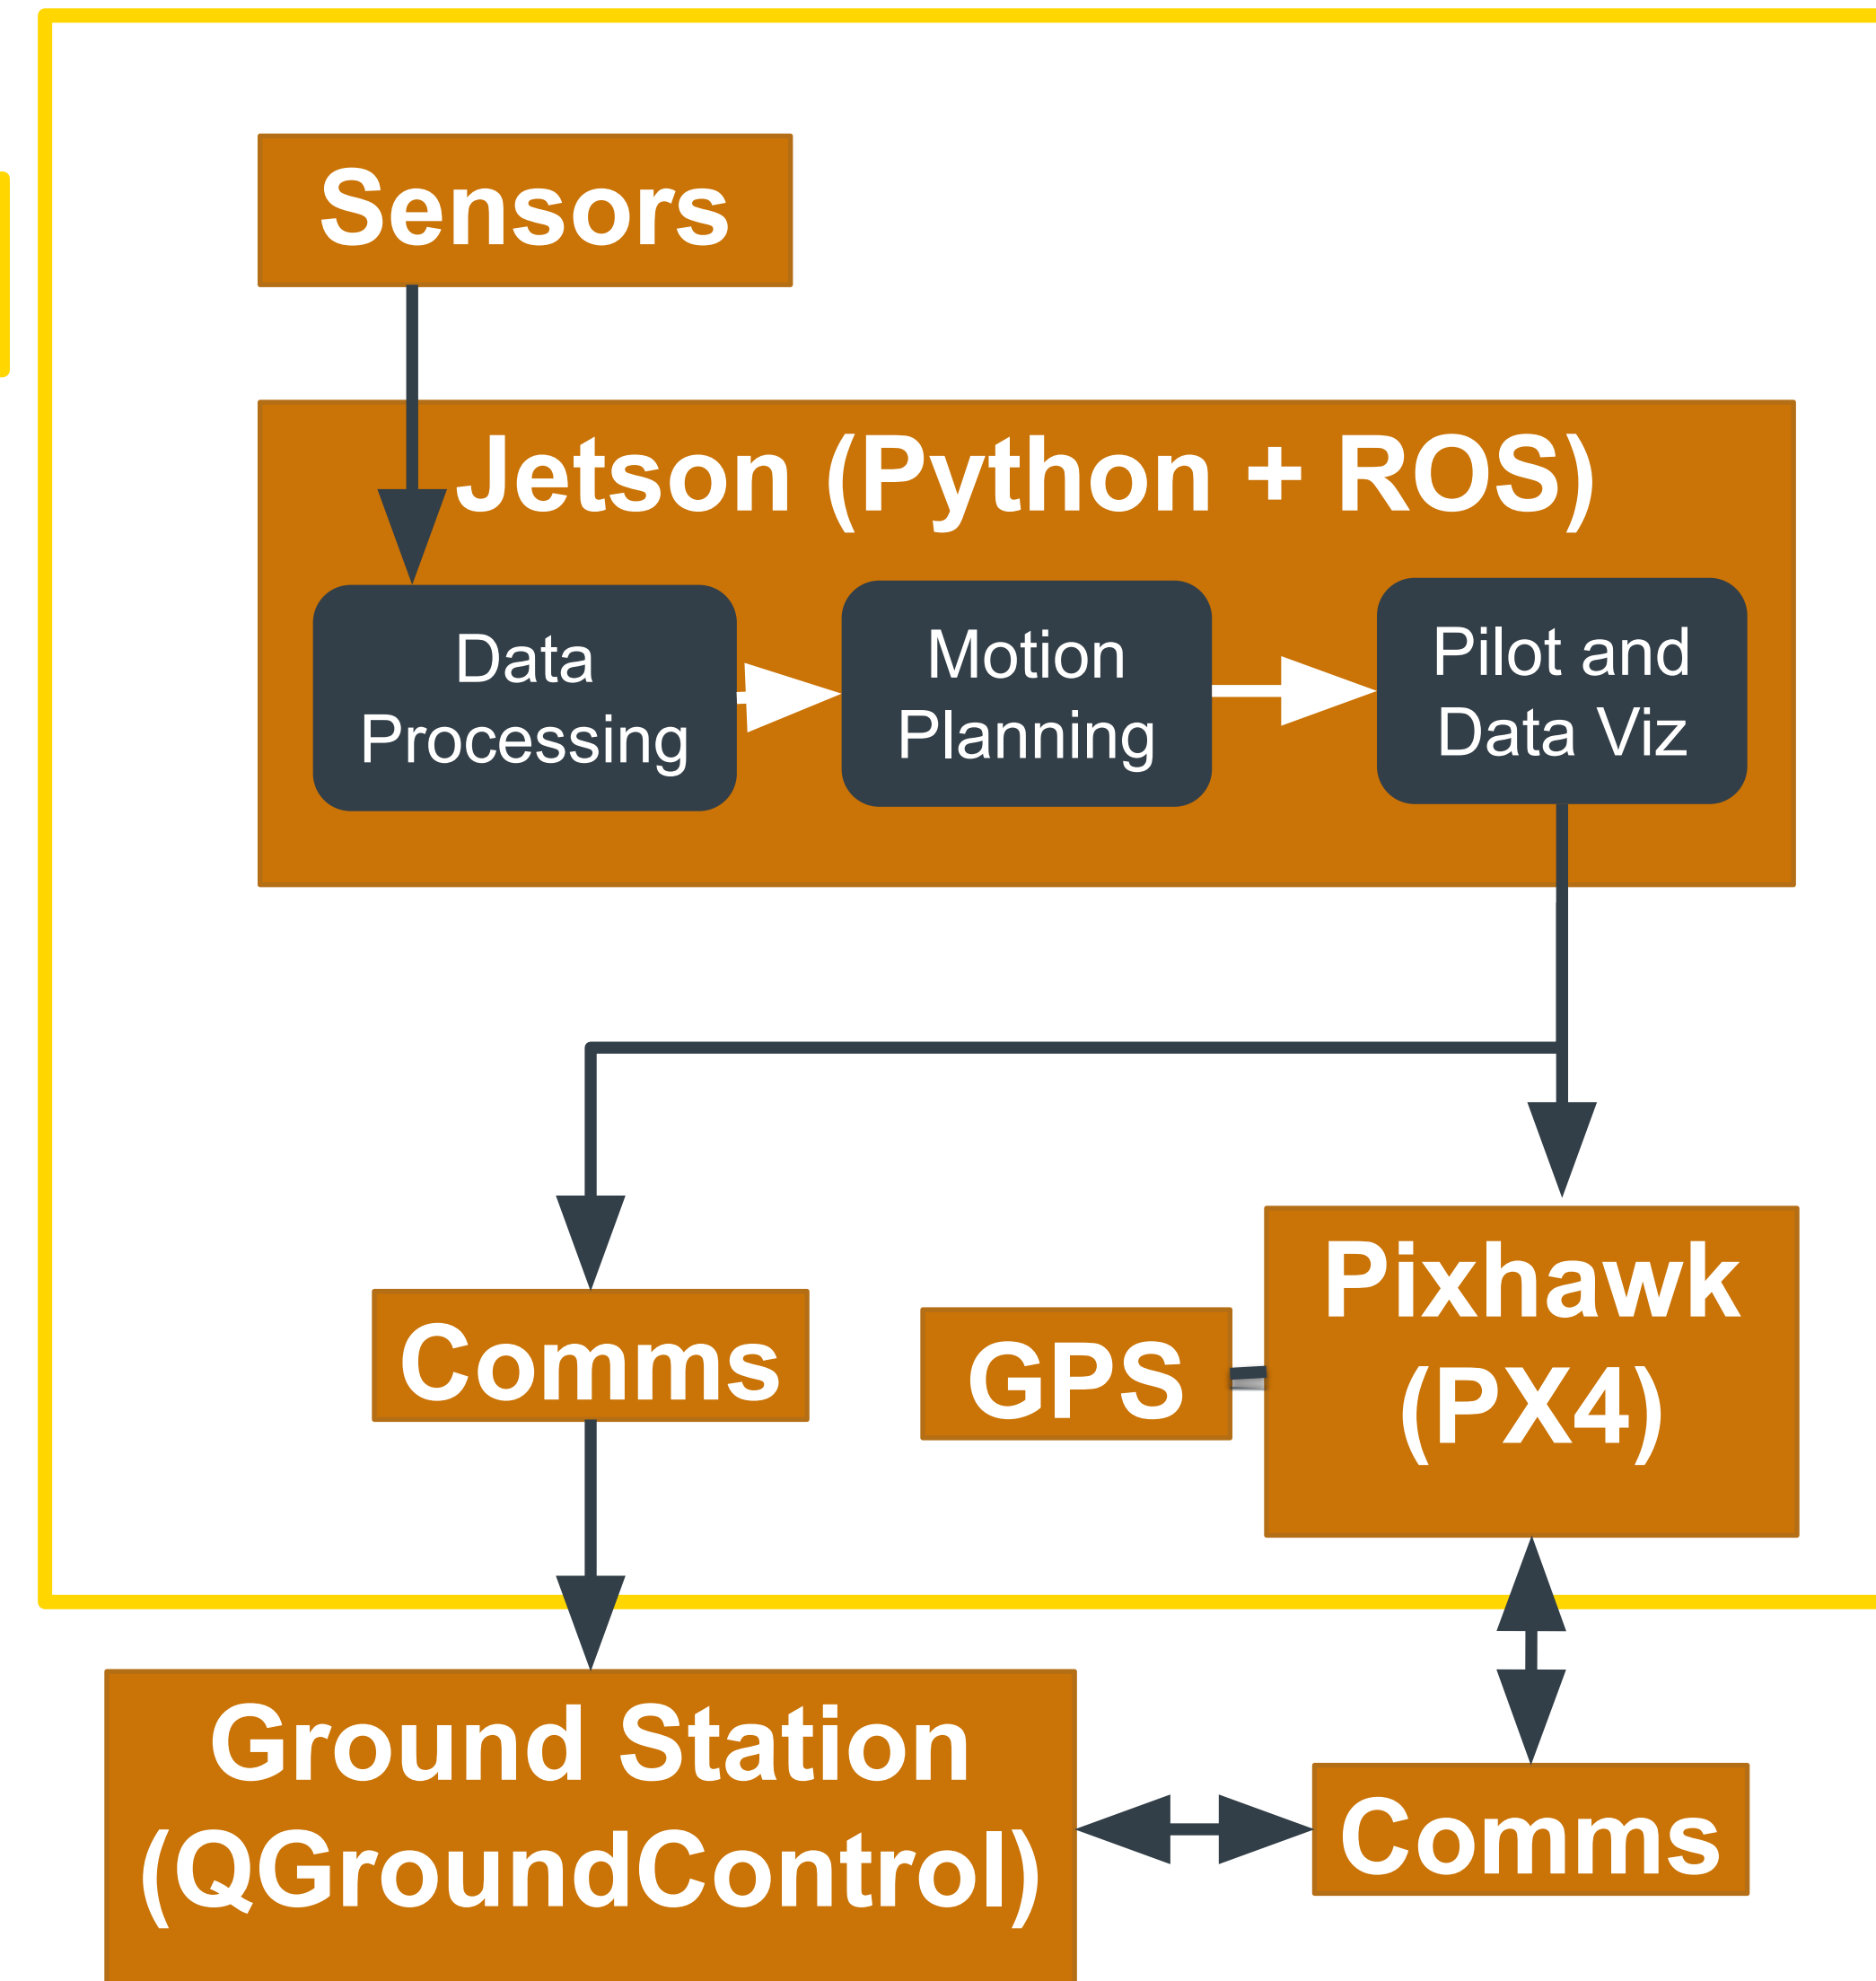 Sensors
Jetson (Python + ROS)
Data
Processing
Motion
Planning
Pilot and
Data Viz
Comms
GPS
Pixhawk
(PX4)
Ground Station
(QGroundControl)
Comms